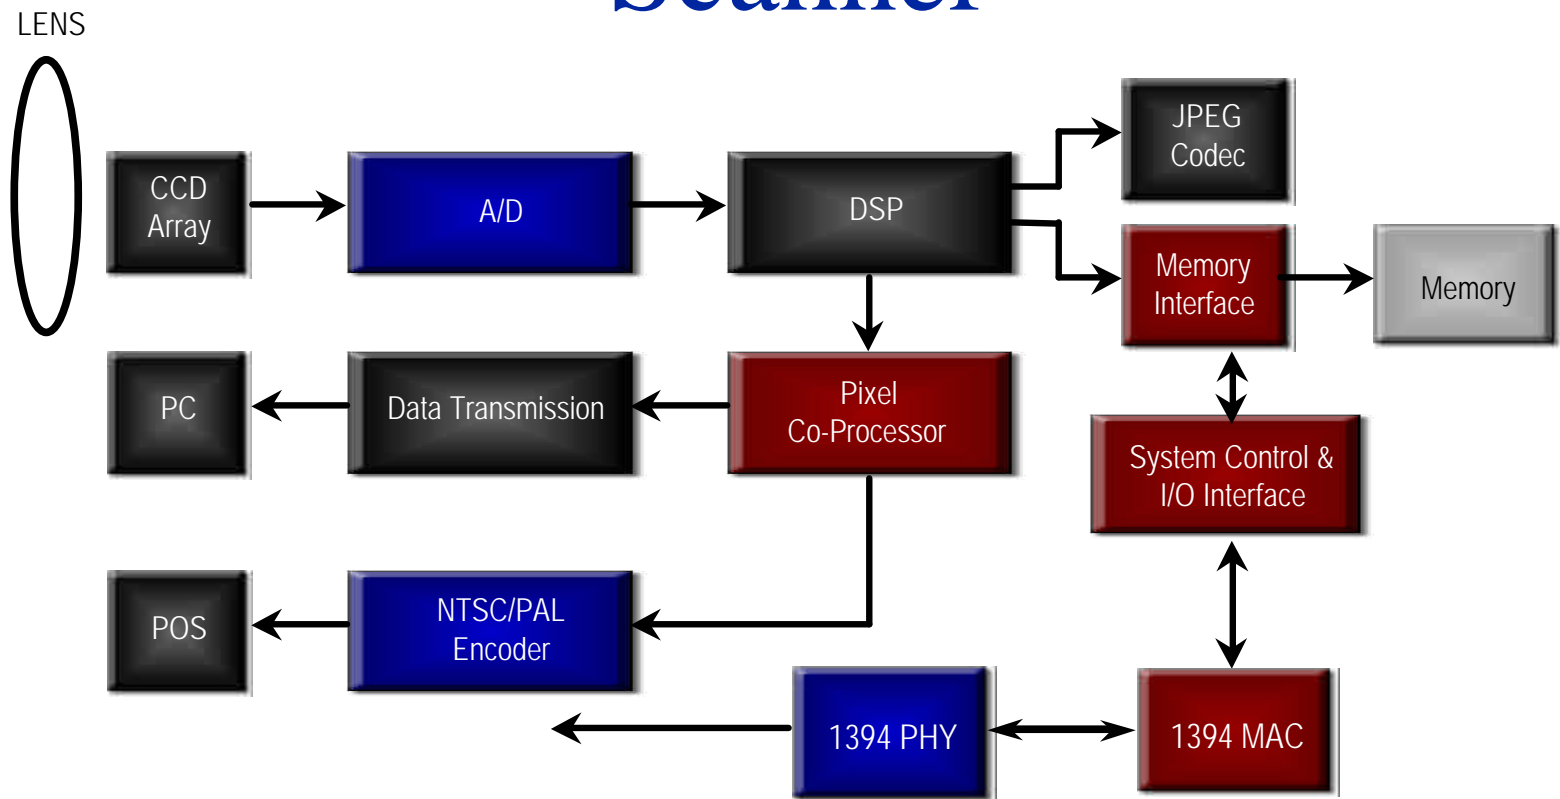 Scanner
LENS
JPEG
Codec
CCD
Array
A/D
DSP
Memory
Interface
Memory
PC
Data Transmission
Pixel
Co-Processor
System Control &
I/O Interface
POS
NTSC/PAL
Encoder
1394 PHY
1394 MAC